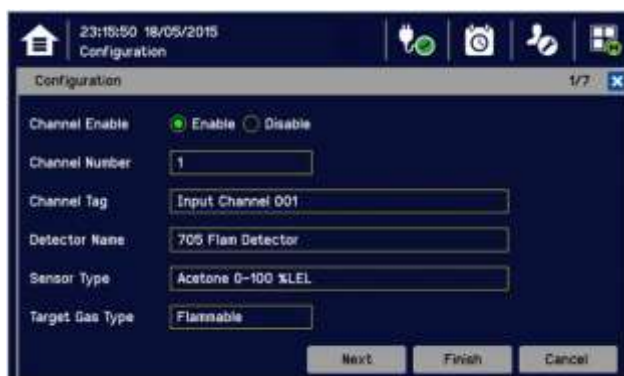 23:15:50 18/05/2015
Configuration
Configuration 1/7
Channel Enable Enable Disable
Channel Number 1
Channel Tag Input Channel 001
Detector Name 705 Flam Detector
Sensor Type Acetone 0-100 %LEL
Target Gas Type Flammable
Next Finish Cancel